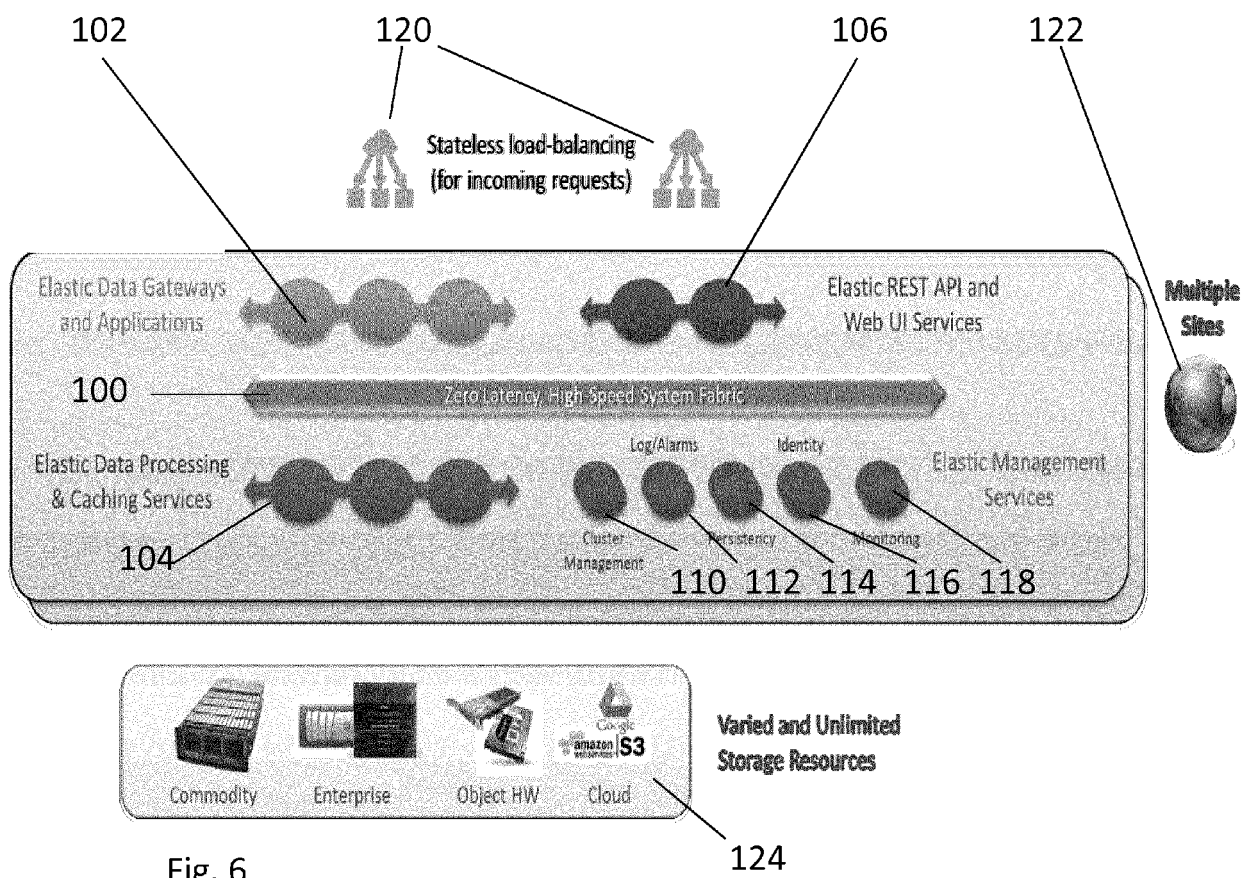 102
120
106
122
Stateless load-balancing
(for incoming requests)
Elastic Data Gateways
and Applications
Elastic REST API and
Web UI Services
Multiple
Sites
100
Zero Latency, High-Speed System Fabric
Elastic Data Processing
& Caching Services
Log/Alarms
Identity
Elastic Management
Services
Cluster
Management
Persistency
Monitoring
104
110
112
114
116
118
Google
amazon
webservices
S3
Commodity
Enterprise
Object HW
Cloud
Varied and Unlimited
Storage Resources
124
Fig. 6